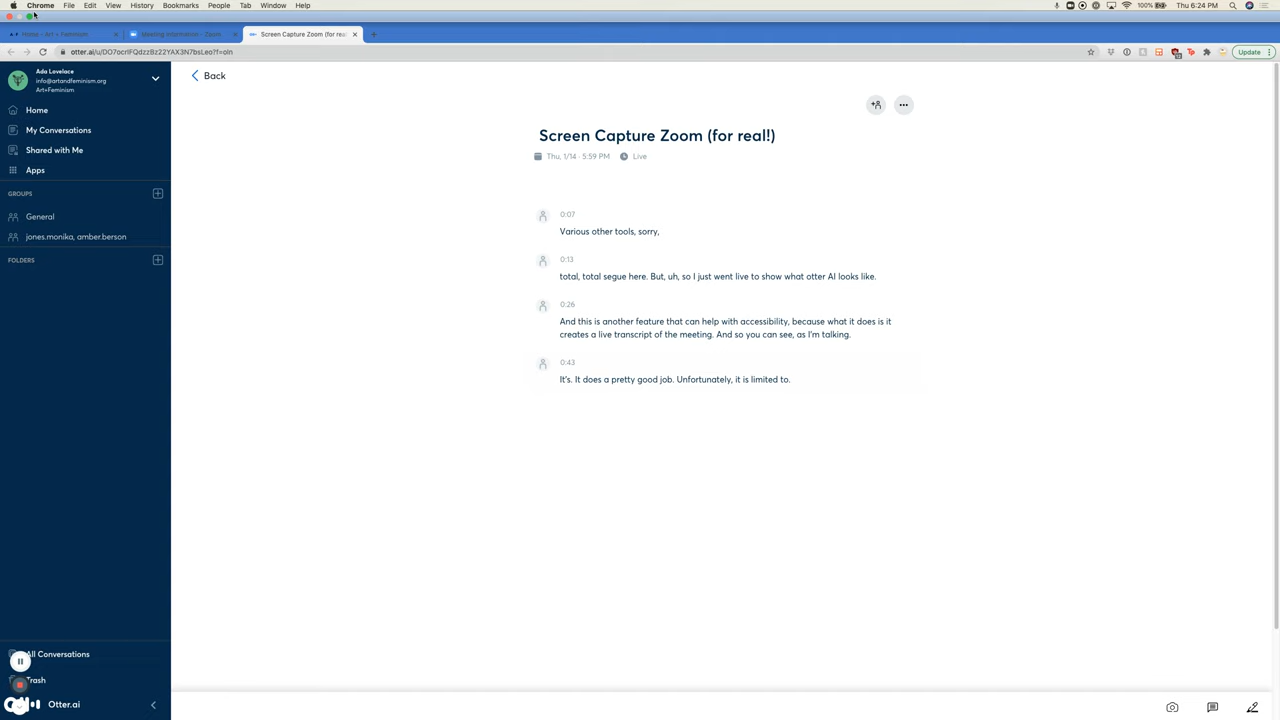 Chrome File Edit View History Bookmarks People Tab Window Help
100% Thu 6:24 PM
Press – Art + Feminism
Meeting Information - Zoom
Screen Capture Zoom (for real
Update
Ada Lovelace
info@artandfeminism.org
Art+Feminism
Back
Home
My Conversations
Shared with Me
Apps
GROUPS
General
jones.monika, amber.berson
FOLDERS
Screen Capture Zoom (for real!)
Thu, 1/14 · 5:59 PM Live
0:07
Various other tools, sorry,
0:13
total, total segue here. But, uh, so I just went live to show what otter AI looks like.
0:26
And this is another feature that can help with accessibility, because what it does is it
creates a live transcript of the meeting. And so you can see, as I'm talking.
0:43
It's. It does a pretty good job. Unfortunately, it is limited to.
All Conversations
Trash
Otter.ai